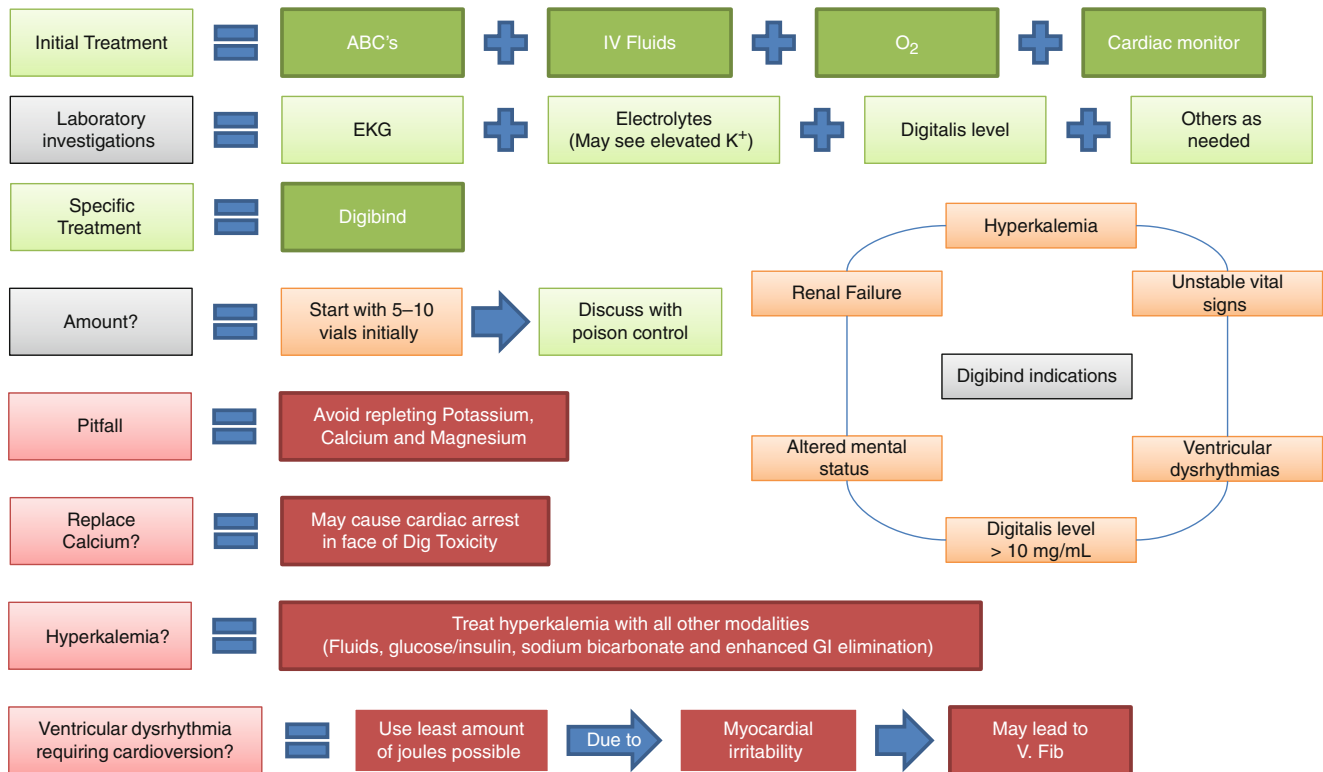 Initial Treatment
ABC's
IV Fluids
O2
Cardiac monitor
Laboratory
investigations
EKG
Electrolytes
(May see elevated K+)
Digitalis level
Others as
needed
Specific
Treatment
Digibind
Amount?
Start with 5–10
vials initially
Discuss with
poison control
Hyperkalemia
Renal Failure
Unstable vital
signs
Digibind indications
Altered mental
status
Ventricular
dysrhythmias
Digitalis level
> 10 mg/mL
Pitfall
Avoid repleting Potassium,
Calcium and Magnesium
Replace
Calcium?
May cause cardiac arrest
in face of Dig Toxicity
Hyperkalemia?
Treat hyperkalemia with all other modalities
(Fluids, glucose/insulin, sodium bicarbonate and enhanced GI elimination)
Ventricular dysrhythmia
requiring cardioversion?
Use least amount
of joules possible
Due to
Myocardial
irritability
May lead to
V. Fib